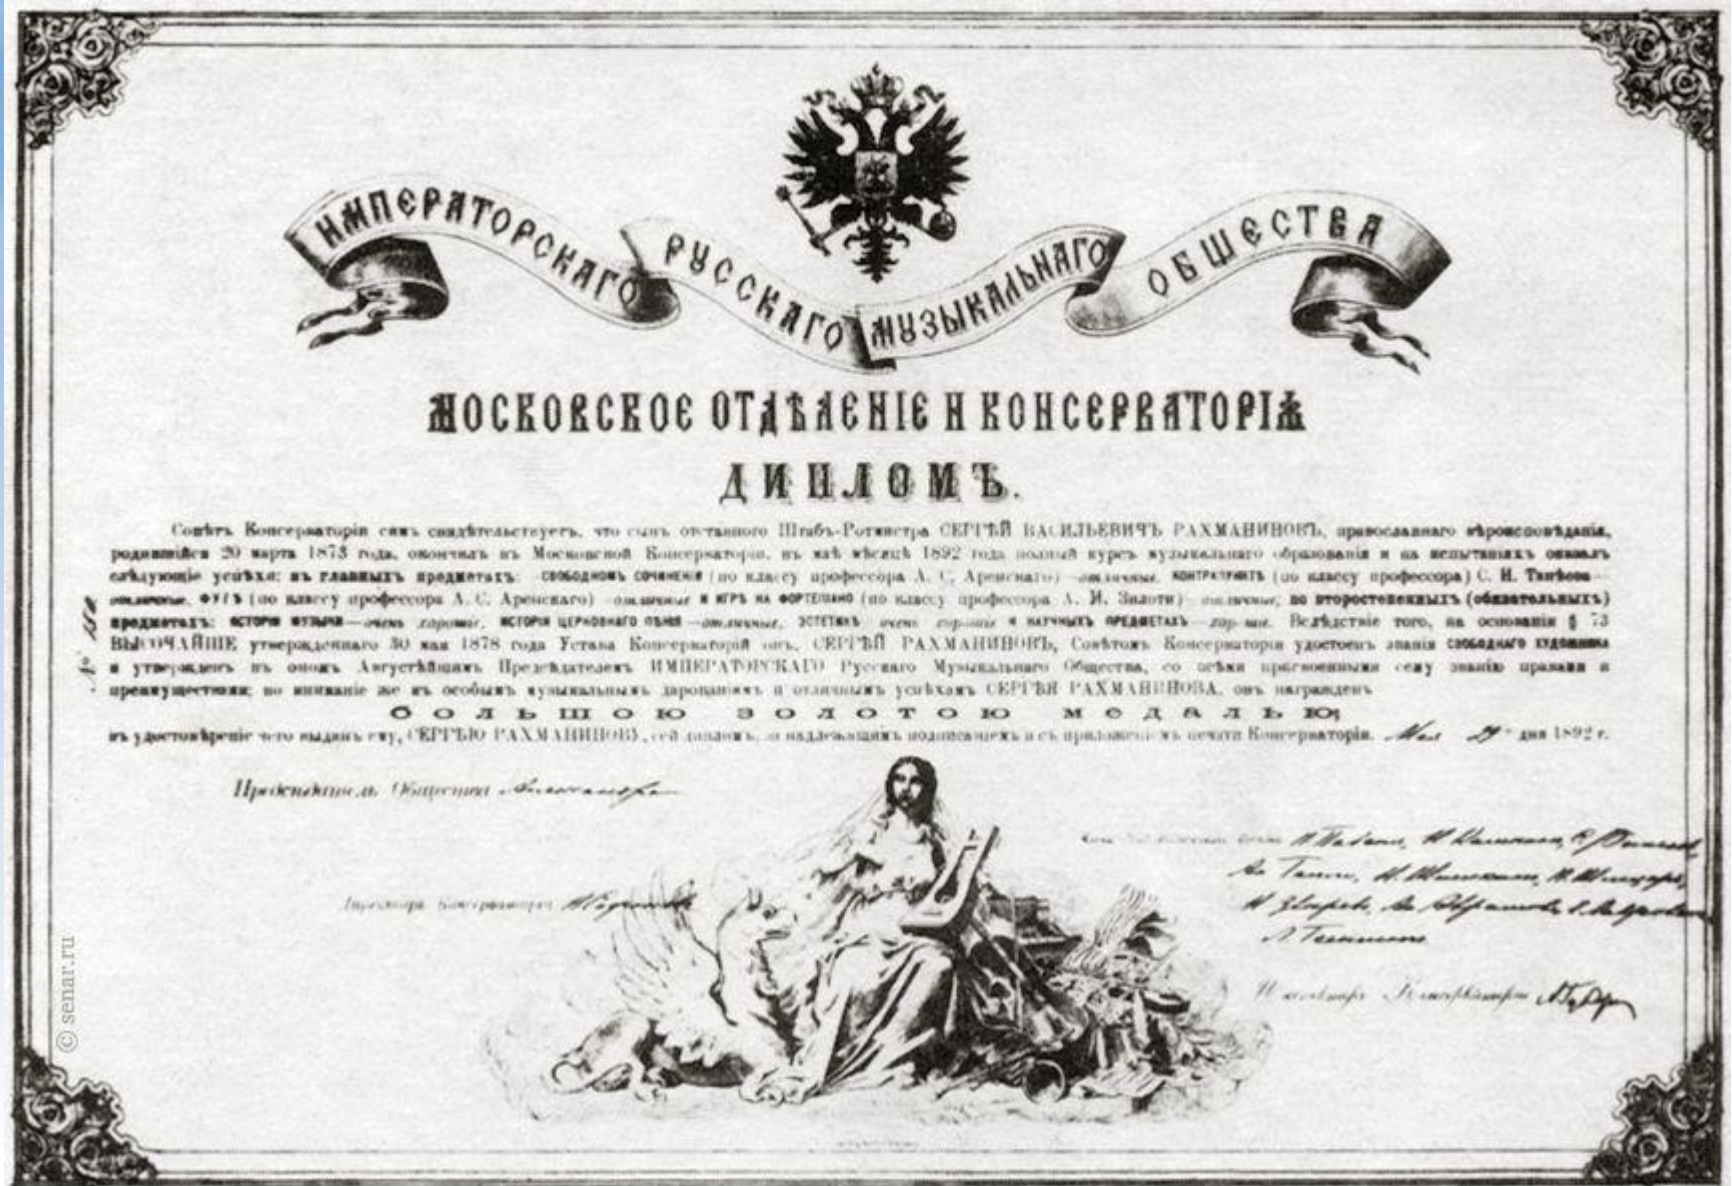 ИМПЕРАТОРСКАГО РУССКАГО МУЗЫКАЛЬНАГО ОБЩЕСТВА
МОСКОВСКОЕ ОТДѢЛЕНІЕ И КОНСЕРВАТОРІЯ
ДИПЛОМЪ.
Совѣтъ Консерваторіи симъ свидѣтельствуетъ, что сынъ отставного Штабъ-Ротмистра СЕРГѢЙ ВАСИЛЬЕВИЧЪ РАХМАНИНОВЪ, православнаго вѣроисповѣданія,
родившійся 20 марта 1873 года, окончилъ въ Московской Консерваторіи, въ маѣ мѣсяцѣ 1892 года полный курсъ музыкальнаго образованія и на испытаніяхъ оказалъ
слѣдующіе успѣхи: въ главныхъ предметахъ: СВОБОДНОМЪ СОЧИНЕНІИ (по классу профессора А. С. Аренскаго) —отличные, КОНТРАПУНКТѢ (по классу профессора) С. И. Танѣева—
отличные, ФУГѢ (по классу профессора А. С. Аренскаго) —отличные и ИГРѢ НА ФОРТЕПІАНО (по классу профессора А. И. Зилоти)—отличные; во второстепенныхъ (обязательныхъ)
предметахъ: ИСТОРІИ МУЗЫКИ—очень хорошіе, ИСТОРІИ ЦЕРКОВНАГО ПѢНІЯ—отличные, ЭСТЕТИКѢ очень хорошіе и НАУЧНЫХЪ ПРЕДМЕТАХЪ—хорошіе. Вслѣдствіе того, на основаніи § 73
ВЫСОЧАЙШЕ утвержденнаго 30 мая 1878 года Устава Консерваторій онъ, СЕРГѢЙ РАХМАНИНОВЪ, Совѣтомъ Консерваторіи удостоенъ званія СВОБОДНАГО ХУДОЖНИКА
и утвержденъ въ ономъ Августѣйшимъ Предсѣдателемъ ИМПЕРАТОРСКАГО Русскаго Музыкальнаго Общества, со всѣми присвоенными сему званію правами и
преимуществами; во вниманіе же къ особымъ музыкальнымъ дарованіямъ и отличнымъ успѣхамъ СЕРГѢЯ РАХМАНИНОВА, онъ награжденъ
большою золотою медалью;
въ удостовѣреніе чего выданъ ему, СЕРГѢЮ РАХМАНИНОВУ, сей дипломъ, за надлежащимъ подписаніемъ и съ приложеніемъ печати Консерваторіи. Мая 29 дня 1892 г.
Предсѣдатель Общества Александра
Директоръ Консерваторіи
Инспекторъ Консерваторіи
№
© senar.ru